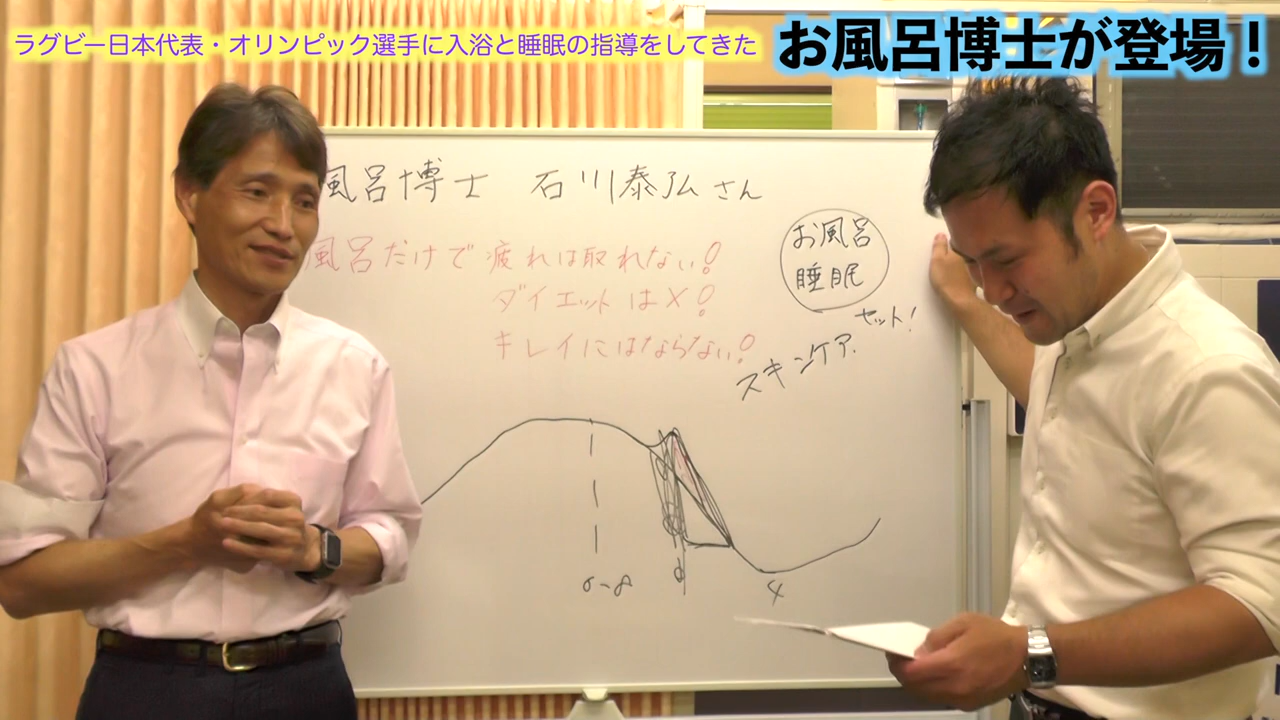 ラグビー日本代表・オリンピック選手に入浴と睡眠の指導をしてきた
お風呂博士が登場！
風呂博士 石川泰弘さん
風呂だけで疲れは取れない!
ダイエットは×!
キレイにはならない!
お風呂
睡眠
セット!
スキンケア.
6-8
4